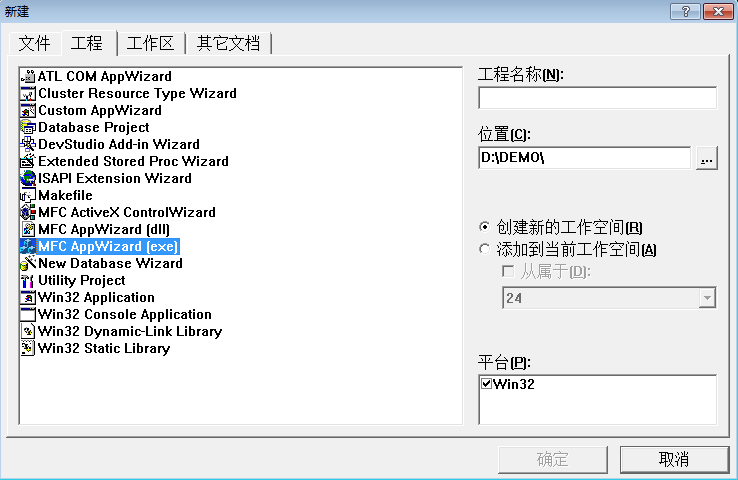 新建
文件 工程 工作区 其它文档
ATL COM AppWizard
Cluster Resource Type Wizard
Custom AppWizard
Database Project
DevStudio Add-in Wizard
Extended Stored Proc Wizard
ISAPI Extension Wizard
Makefile
MFC ActiveX ControlWizard
MFC AppWizard (dll)
MFC AppWizard (exe)
New Database Wizard
Utility Project
Win32 Application
Win32 Console Application
Win32 Dynamic-Link Library
Win32 Static Library
工程名称(N):
位置(C):
D:\DEMO\
...
创建新的工作空间(R)
添加到当前工作空间(A)
从属于(D):
24
平台(P):
Win32
确定 取消